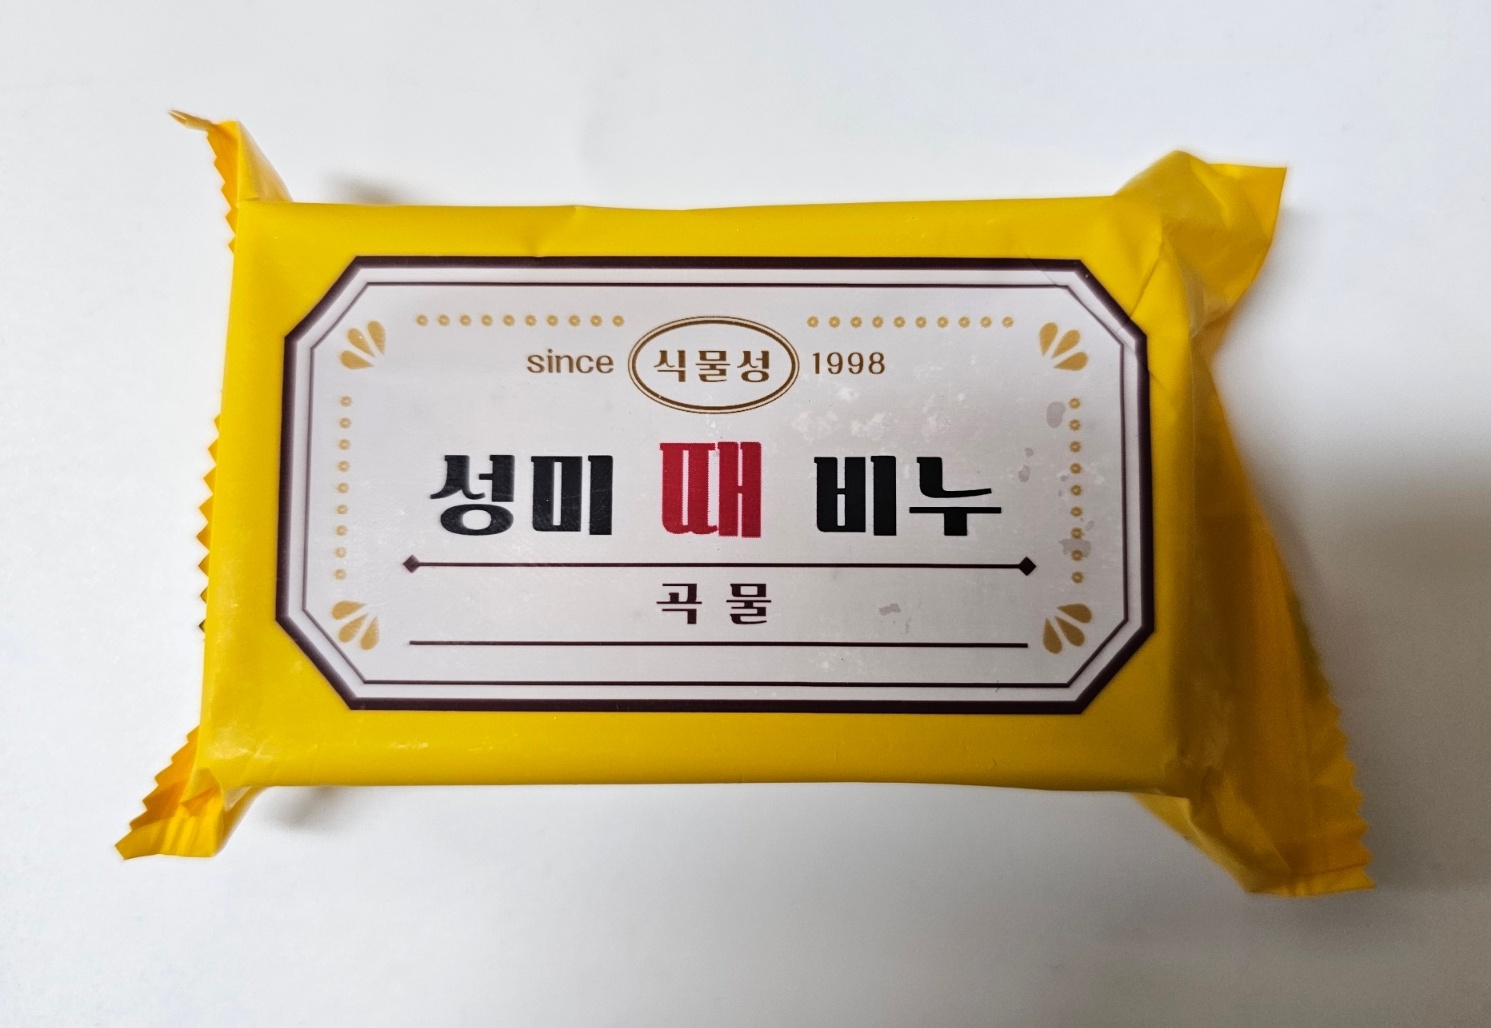 since 식물성 1998
성미 때 비누
곡물